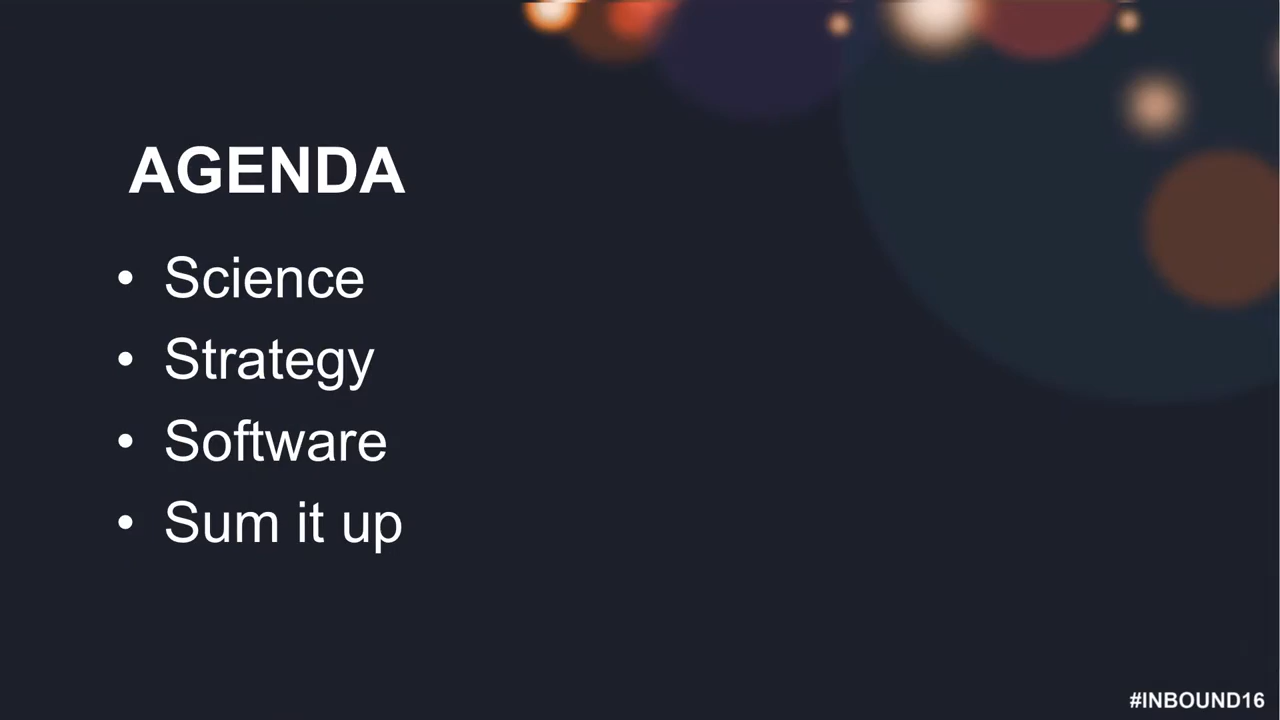 AGENDA
• Science
• Strategy
• Software
• Sum it up
#INBOUND16